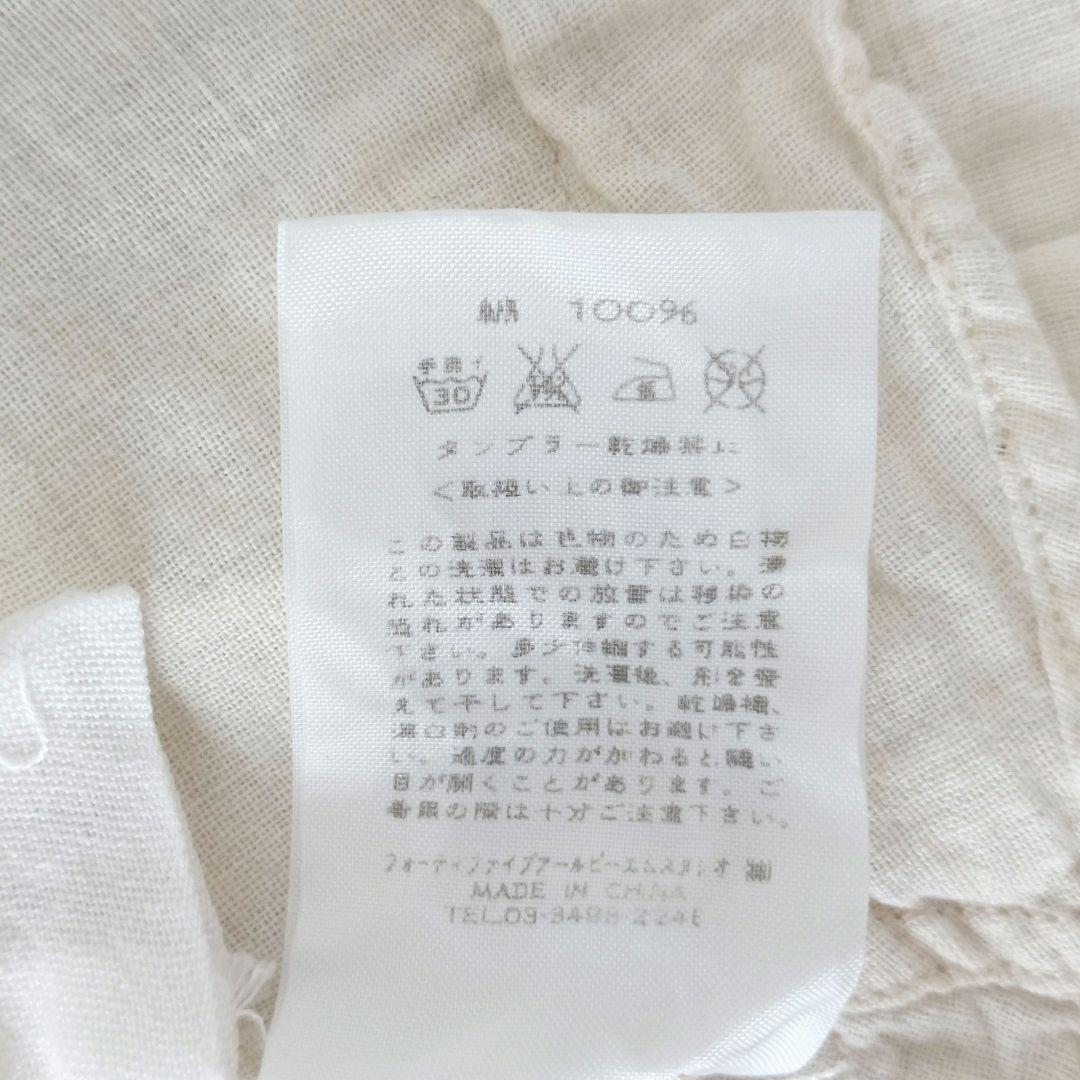 綿 100%
手洗イ
30
タンブラー乾燥禁止
<取扱い上の御注意>
この製品は色物のため白物
との洗濯はお避け下さい。濡
れた状態での放置は移染の
恐れがありますのでご注意
下さい。多少伸縮する可能性
があります。洗濯後、形を整
えて干して下さい。乾燥機、
漂白剤のご使用はお避け下さ
い。過度の力がかわると、縫い
目が開くことがあります。ご
着用の際は十分ご注意下さい。
フォーティファイブアールピーエムスタジオ ㈱
MADE IN CHINA
TEL.03-3498-224